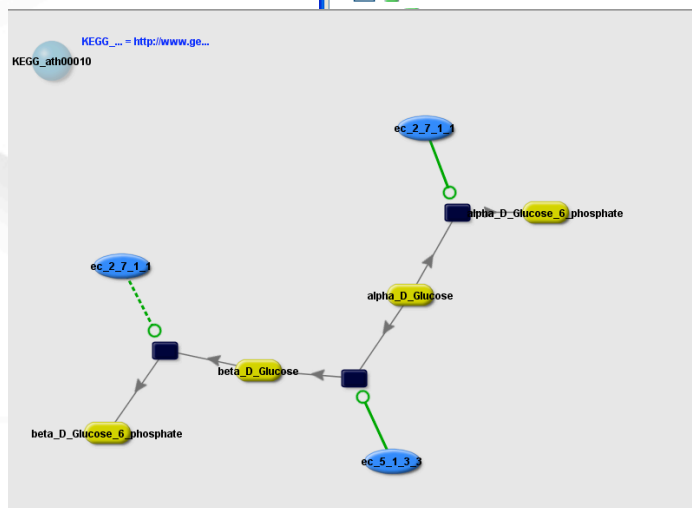 KEGG_... = http://www.ge...
KEGG_ath00010
ec_2_7_1_1
alpha_D_Glucose_6_phosphate
ec_2_7_1_1
alpha_D_Glucose
beta_D_Glucose
beta_D_Glucose_6_phosphate
ec_5_1_3_3